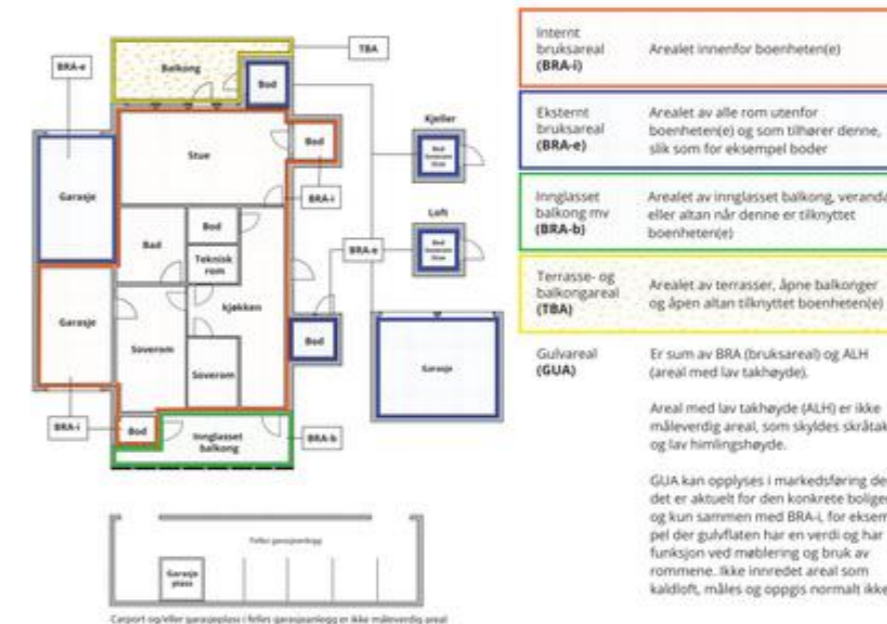 TBA
BRA-e
Balkong
Bod
Kjeller
Bod
Stue
Bod
Garasje
BRA-i
Loft
Bod
Bad
Teknisk
rom
BRA-e
Bod
kjøkken
Garasje
Soverom
Bod
Garasje
Soverom
BRA-i
Bod
Innglasset
balkong
BRA-b
Felles garasjeanlegg
Garasje
plass
Carport og/eller garasjeplass i felles garasjeanlegg er ikke måleverdig areal
Internt
bruksareal
(BRA-i)
Arealet innenfor boenheten(e)
Eksternt
bruksareal
(BRA-e)
Arealet av alle rom utenfor
boenheten(e) og som tilhører denne,
slik som for eksempel boder
Innglasset
balkong mv
(BRA-b)
Arealet av innglasset balkong, veranda
eller altan når denne er tilknyttet
boenheten(e)
Terrasse- og
balkongareal
(TBA)
Arealet av terrasser, åpne balkonger
og åpen altan tilknyttet boenheten(e)
Gulvareal
(GUA)
Er sum av BRA (bruksareal) og ALH
(areal med lav takhøyde).
Areal med lav takhøyde (ALH) er ikke
måleverdig areal, som skyldes skråtak
og lav himlingshøyde.
GUA kan opplyses i markedsføring de
det er aktuelt for den konkrete bolige
og kun sammen med BRA-i, for eksem
pel der gulvflaten har en verdi og har
funksjon ved møblering og bruk av
rommene. Ikke innredet areal som
kaldloft, måles og oppgis normalt ikke